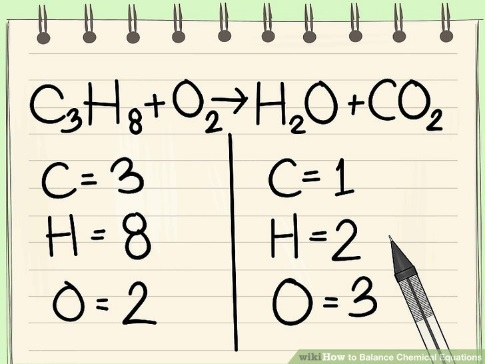 C₃H₈+O₂→H₂O+CO₂
C=3 C=1
H=8 H=2
O=2 O=3
wikiHow to Balance Chemical Equations